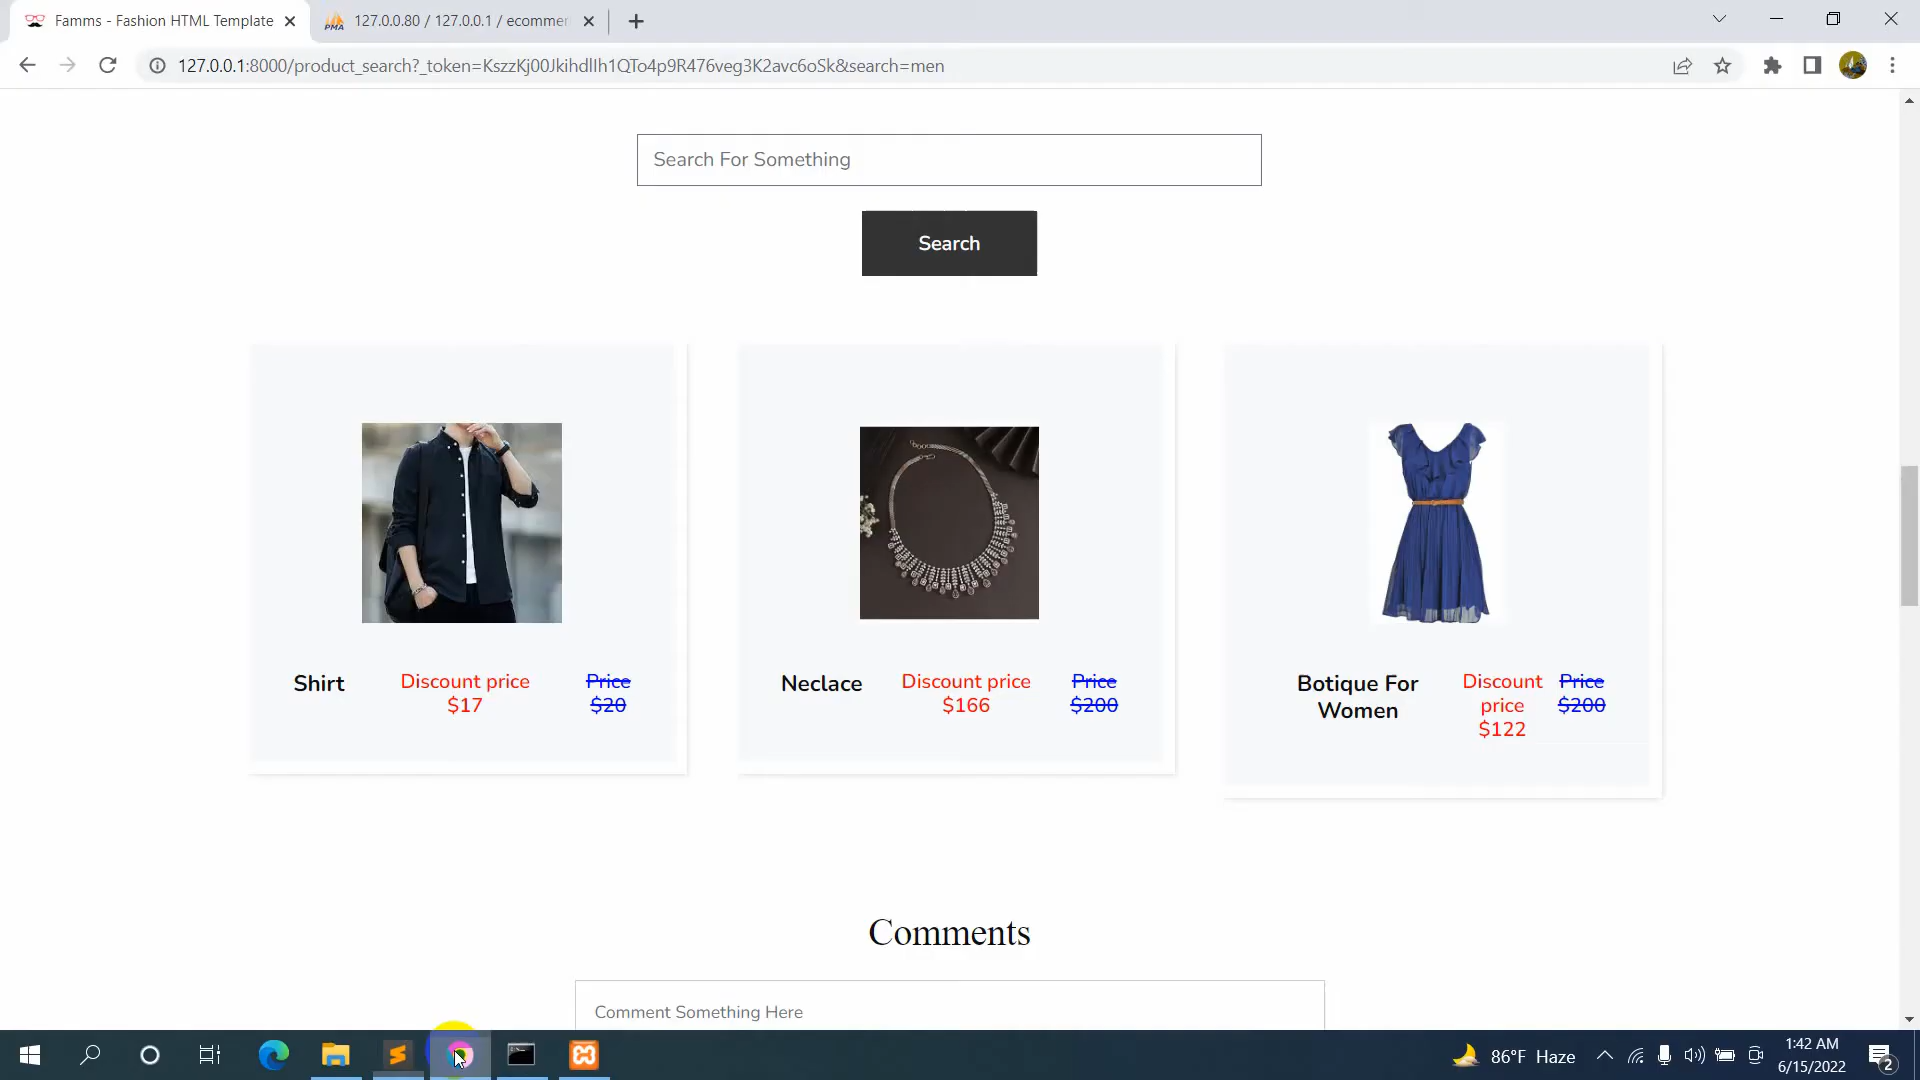 Famms - Fashion HTML Template
127.0.0.80 / 127.0.0.1 / ecommer
127.0.0.1:8000/product_search?_token=KszzKj00JkihdlIh1QTo4p9R476veg3K2avc6oSk&search=men
Search For Something
Search
Shirt
Discount price
$17
Price
$20
Neclace
Discount price
$166
Price
$200
Botique For
Women
Discount
price
$122
Price
$200
Comments
Comment Something Here
86°F Haze
1:42 AM
6/15/2022
2